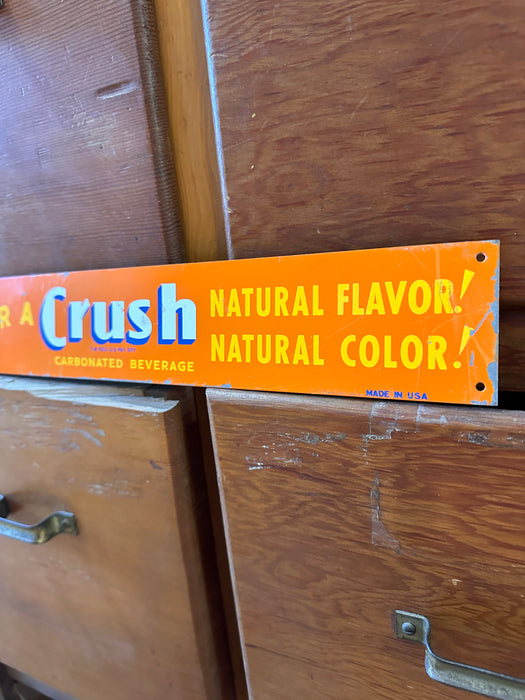 R A Crush NATURAL FLAVOR!
CARBONATED BEVERAGE NATURAL COLOR!
MADE IN USA